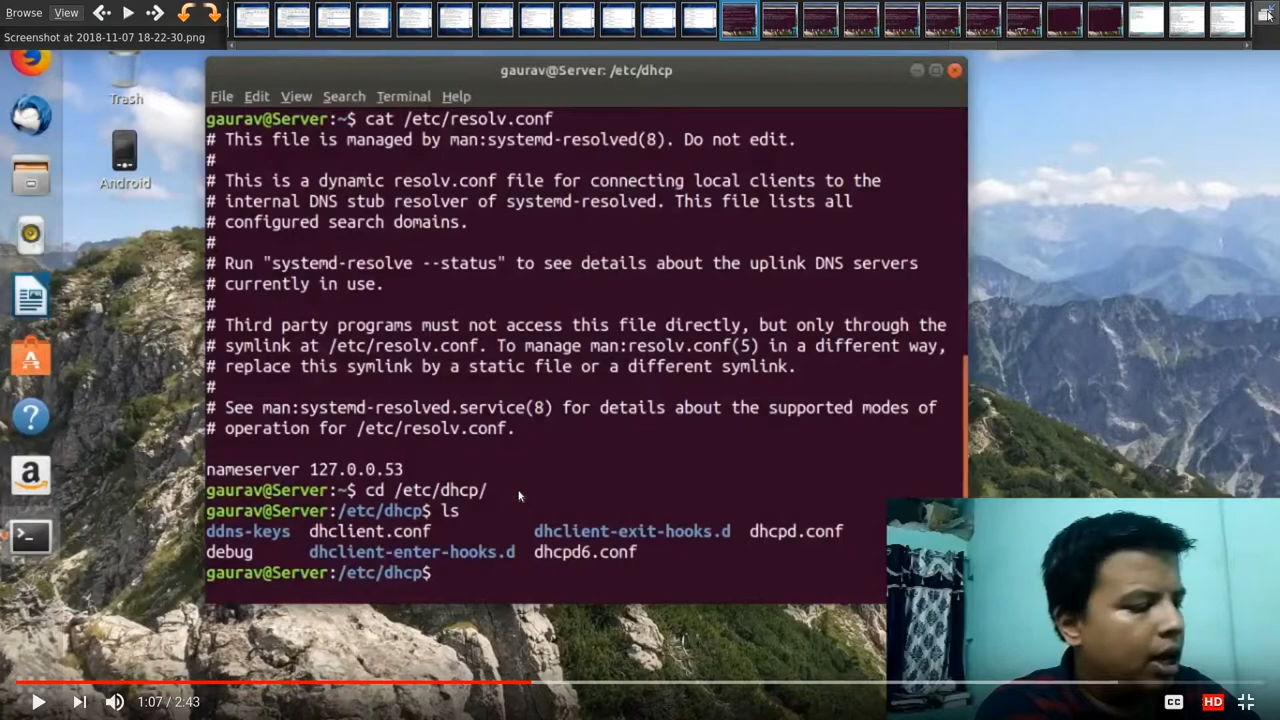 Browse View
Screenshot at 2018-11-07 18-22-30.png
gaurav@Server: /etc/dhcp
File Edit View Search Terminal Help
Trash
Android
gaurav@Server:~$ cat /etc/resolv.conf
# This file is managed by man:systemd-resolved(8). Do not edit.
#
# This is a dynamic resolv.conf file for connecting local clients to the
# internal DNS stub resolver of systemd-resolved. This file lists all
# configured search domains.
#
# Run "systemd-resolve --status" to see details about the uplink DNS servers
# currently in use.
#
# Third party programs must not access this file directly, but only through the
# symlink at /etc/resolv.conf. To manage man:resolv.conf(5) in a different way,
# replace this symlink by a static file or a different symlink.
#
# See man:systemd-resolved.service(8) for details about the supported modes of
# operation for /etc/resolv.conf.
nameserver 127.0.0.53
gaurav@Server:~$ cd /etc/dhcp/
gaurav@Server:/etc/dhcp$ ls
ddns-keys dhclient.conf dhclient-exit-hooks.d dhcpd.conf
debug dhclient-enter-hooks.d dhcpd6.conf
gaurav@Server:/etc/dhcp$
1:07 / 2:43
CC HD